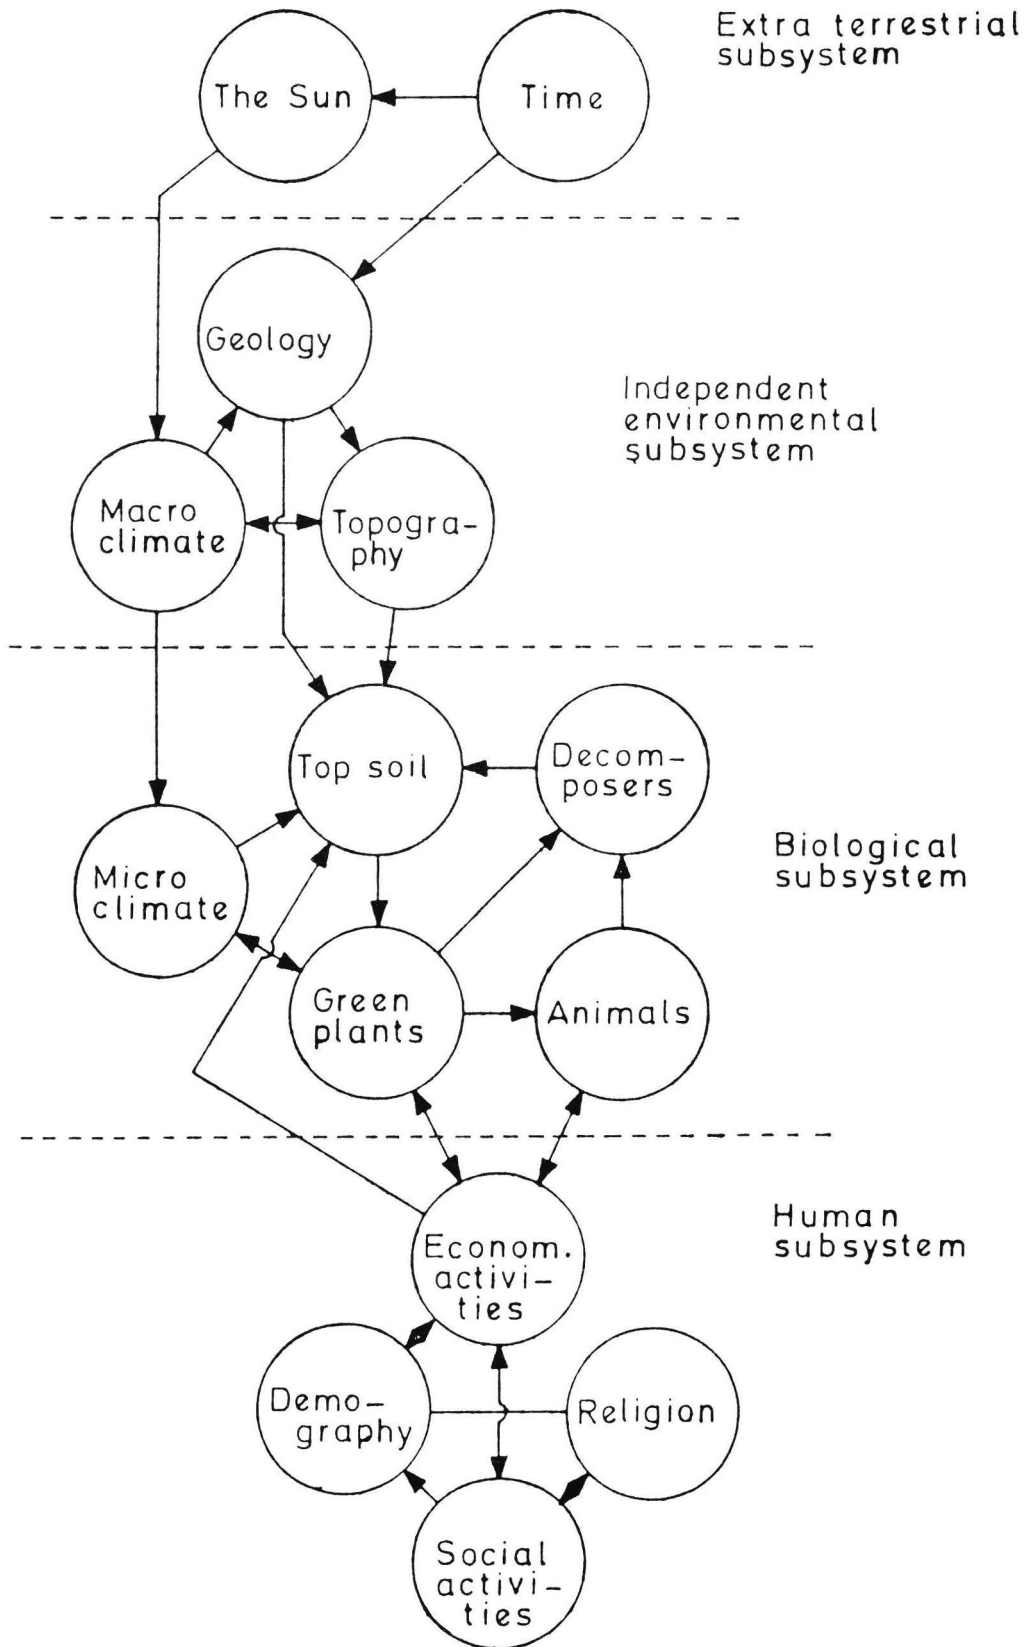 Extra terrestrial
subsystem
The Sun
Time
Geology
Independent
environmental
subsystem
Macro
climate
Topogra-
phy
Top soil
Decom-
posers
Micro
climate
Biological
subsystem
Green
plants
Animals
Human
subsystem
Econom.
activi-
ties
Demo-
graphy
Religion
Social
activi-
ties